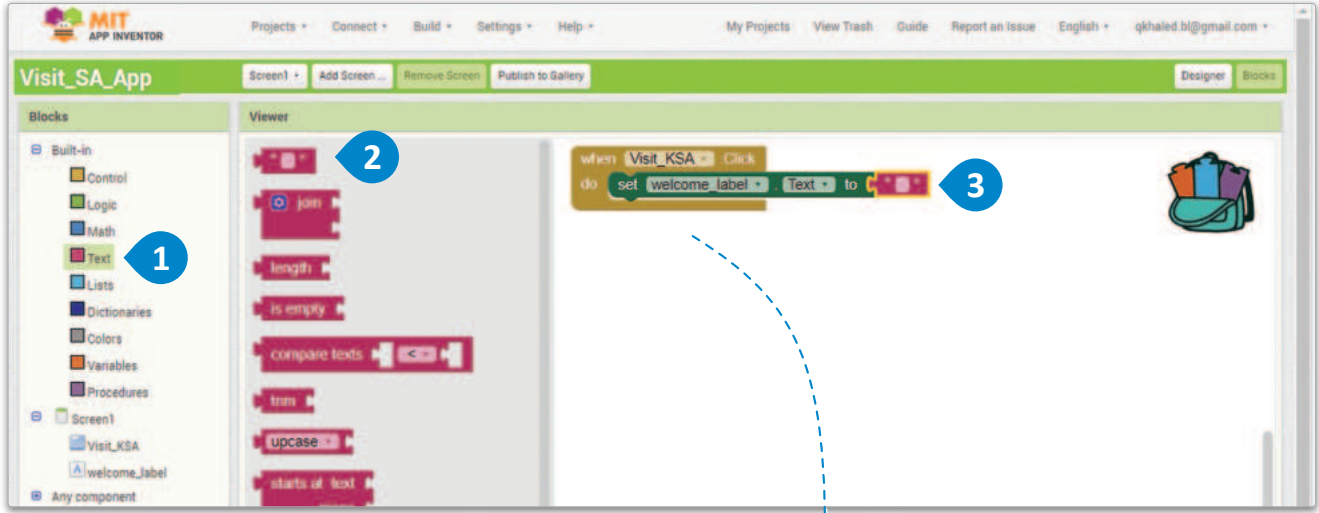 MIT
APP INVENTOR
Projects Connect Build Settings Help My Projects View Trash Guide Report an Issue English qkhaled.bl@gmail.com
Visit_SA_App Screen1 Add Screen ... Remove Screen Publish to Gallery Designer Blocks
Blocks Viewer
Built-in
Control
Logic
Math
Text
Lists
Dictionaries
Colors
Variables
Procedures
Screen1
Visit_KSA
welcome_label
Any component
1
" "
2
join
length
is empty
compare texts <
trim
upcase
starts at text
when Visit_KSA .Click
do set welcome_label . Text to " "
3